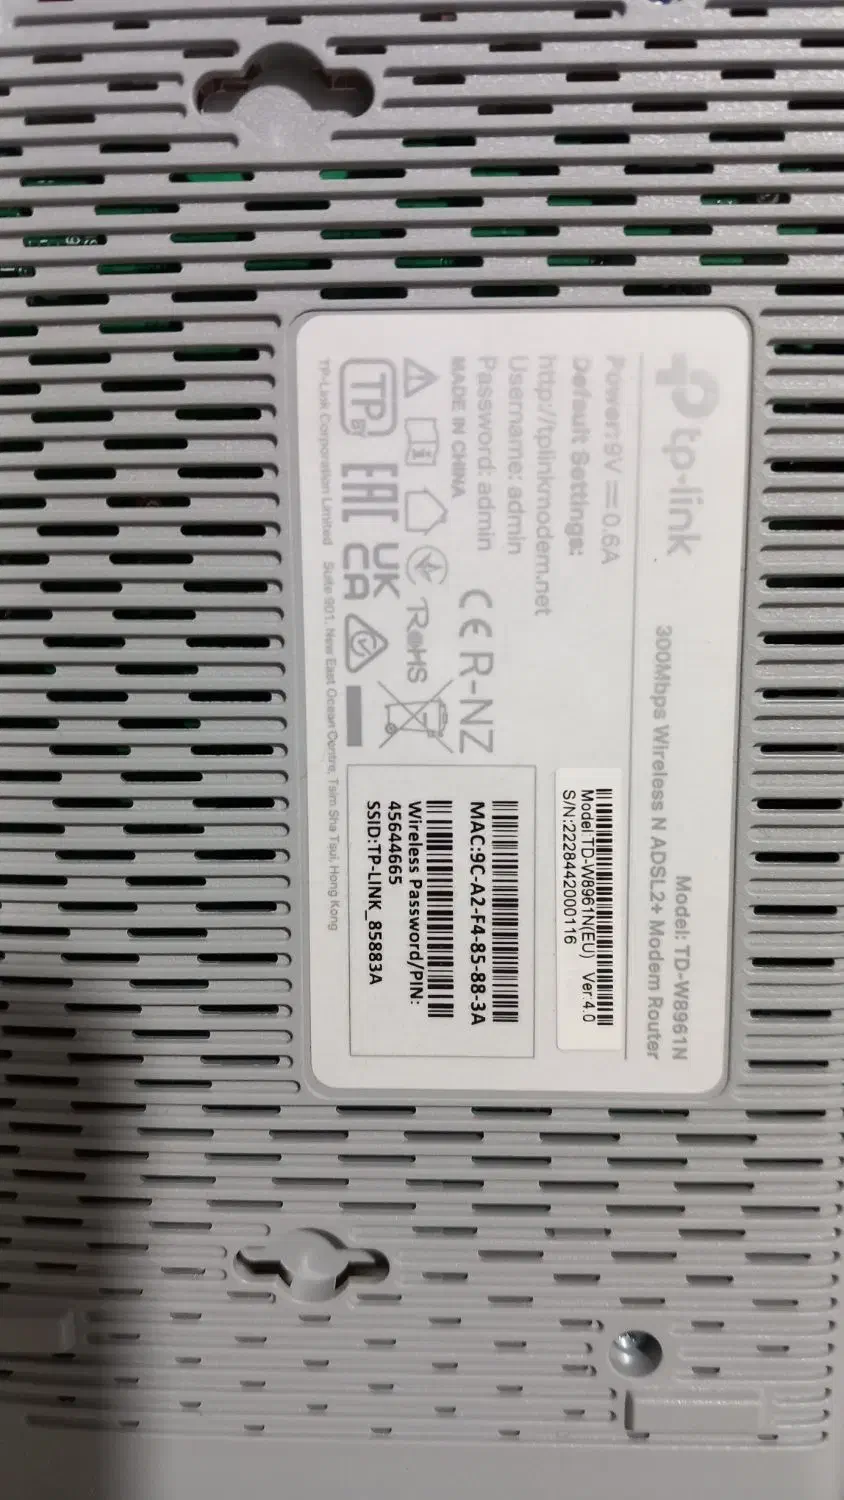 tp-link
Model: TD-W8961N
300Mbps Wireless N ADSL2+ Modem Router
Power: 9V ⎓ 0.6A
Default Settings:
http://tplinkmodem.net
Username: admin
Password: admin
MADE IN CHINA
CE R-NZ
RoHS
TP BY
EAC
UK
CA
Model:TD-W8961N(EU) Ver:4.0
S/N:2228442000116
MAC:9C-A2-F4-85-88-3A
Wireless Password/PIN:
45644665
SSID:TP-LINK_85883A
TP-Link Corporation Limited Suite 901, New East Ocean Centre, Tsim Sha Tsui, Hong Kong